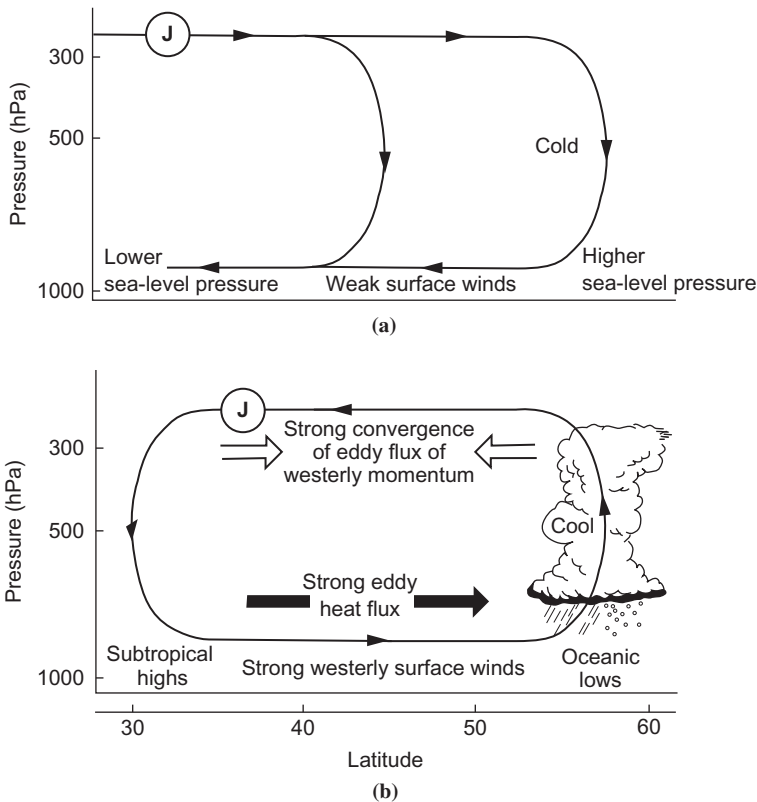 J
300
500
1000
Pressure (hPa)
Cold
Lower
sea-level pressure
Weak surface winds
Higher
sea-level pressure
(a)
J
Strong convergence
of eddy flux of
westerly momentum
300
500
1000
Pressure (hPa)
Cool
Strong eddy
heat flux
Subtropical
highs
Strong westerly surface winds
Oceanic
lows
30
40
50
60
Latitude
(b)